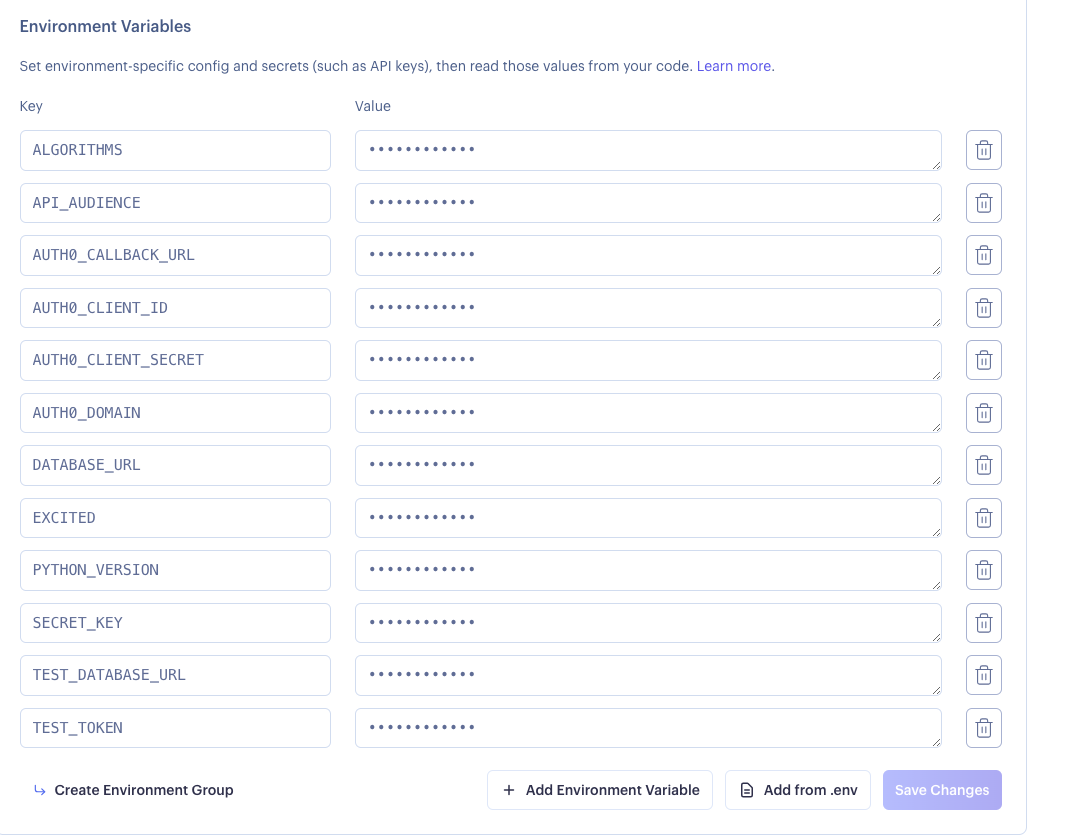 Environment Variables
Set environment-specific config and secrets (such as API keys), then read those values from your code. Learn more.
Key Value
ALGORITHMS ••••••••••••
API_AUDIENCE ••••••••••••
AUTH0_CALLBACK_URL ••••••••••••
AUTH0_CLIENT_ID ••••••••••••
AUTH0_CLIENT_SECRET ••••••••••••
AUTH0_DOMAIN ••••••••••••
DATABASE_URL ••••••••••••
EXCITED ••••••••••••
PYTHON_VERSION ••••••••••••
SECRET_KEY ••••••••••••
TEST_DATABASE_URL ••••••••••••
TEST_TOKEN ••••••••••••
Create Environment Group + Add Environment Variable Add from .env Save Changes